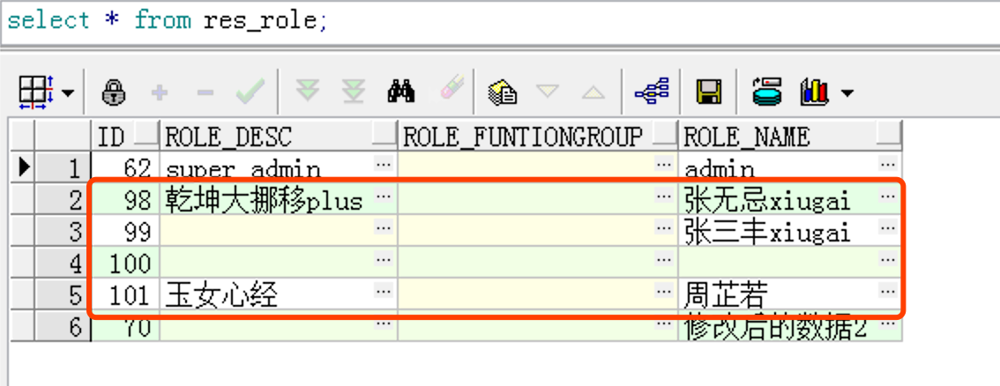 select * from res_role;
ID ROLE_DESC ROLE_FUNTIONGROUP ROLE_NAME
1 62 super admin ... ... admin ...
2 98 乾坤大挪移plus ... ... 张无忌xiugai ...
3 99 ... ... 张三丰xiugai ...
4 100 ... ... ...
5 101 玉女心经 ... ... 周芷若 ...
6 70 ... ... 修改后的数据2 ...